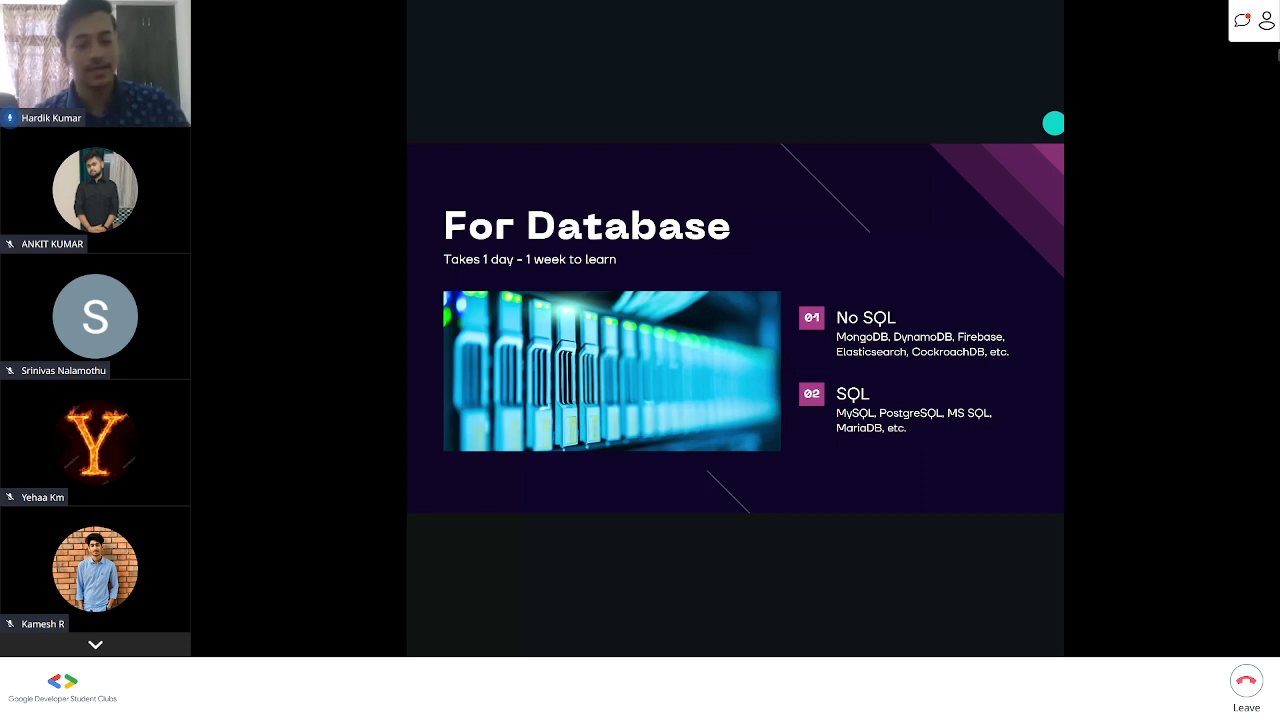 Hardik Kumar
ANKIT KUMAR
S
Srinivas Nalamothu
Y
Yehaa Km
Kamesh R
For Database
Takes 1 day - 1 week to learn
01
No SQL
MongoDB, DynamoDB, Firebase,
Elasticsearch, CockroachDB, etc.
02
SQL
MySQL, PostgreSQL, MS SQL,
MariaDB, etc.
Google Developer Student Clubs
Leave